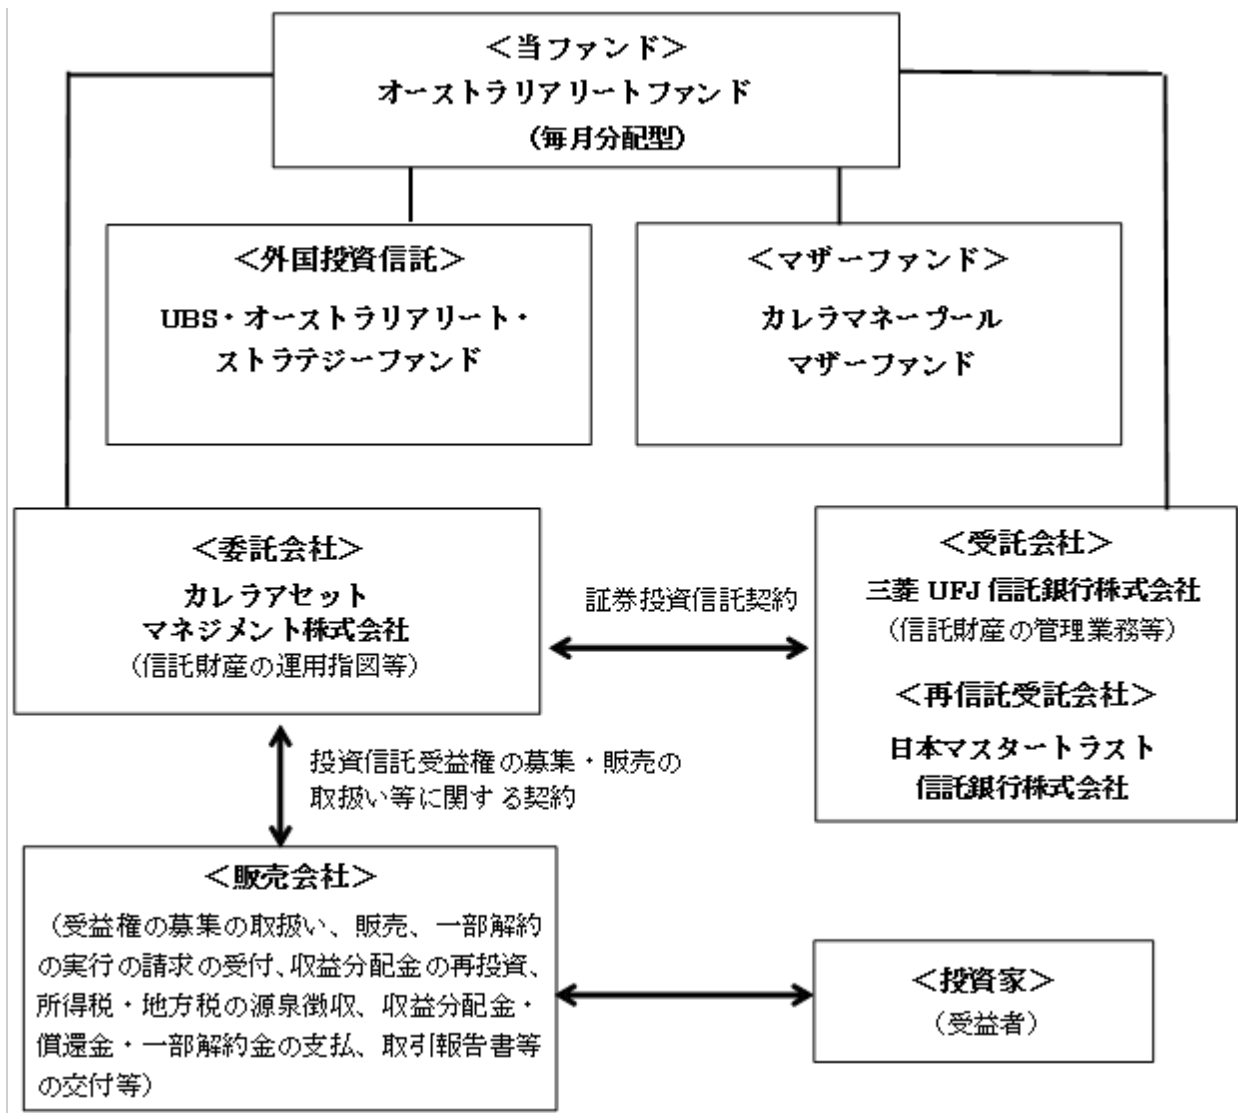 ＜当ファンド＞
オーストラリアリートファンド
（毎月分配型）
＜外国投資信託＞
UBS・オーストラリアリート・
ストラテジーファンド
＜マザーファンド＞
カレラマネープール
マザーファンド
＜委託会社＞
カレラアセット
マネジメント株式会社
（信託財産の運用指図等）
証券投資信託契約
＜受託会社＞
三菱 UFJ 信託銀行株式会社
（信託財産の管理業務等）
＜再信託受託会社＞
日本マスタートラスト
信託銀行株式会社
投資信託受益権の募集・販売の
取扱い等に関する契約
＜販売会社＞
（受益権の募集の取扱い、販売、一部解約
の実行の請求の受付、収益分配金の再投資、
所得税・地方税の源泉徴収、収益分配金・
償還金・一部解約金の支払、取引報告書等
の交付等）
＜投資家＞
（受益者）